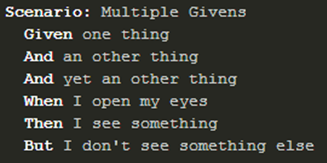 Scenario: Multiple Givens
Given one thing
And an other thing
And yet an other thing
When I open my eyes
Then I see something
But I don't see something else